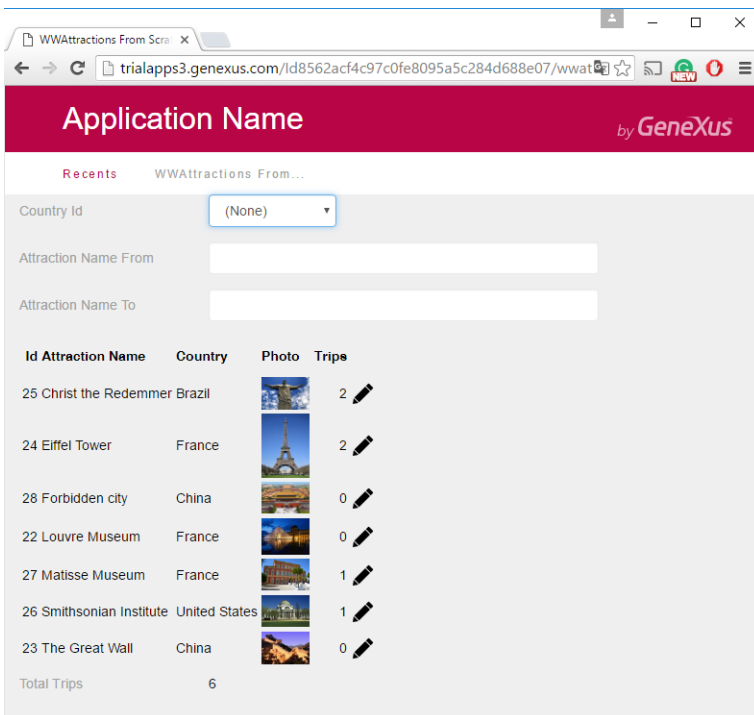 WWAttractions From Scra
trialapps3.genexus.com/Id8562acf4c97c0fe8095a5c284d688e07/wwat
NEW
Application Name
by GeneXus
Recents WWAttractions From...
Country Id (None)
Attraction Name From
Attraction Name To
Id Attraction Name Country Photo Trips
25 Christ the Redemmer Brazil 2
24 Eiffel Tower France 2
28 Forbidden city China 0
22 Louvre Museum France 0
27 Matisse Museum France 1
26 Smithsonian Institute United States 1
23 The Great Wall China 0
Total Trips 6